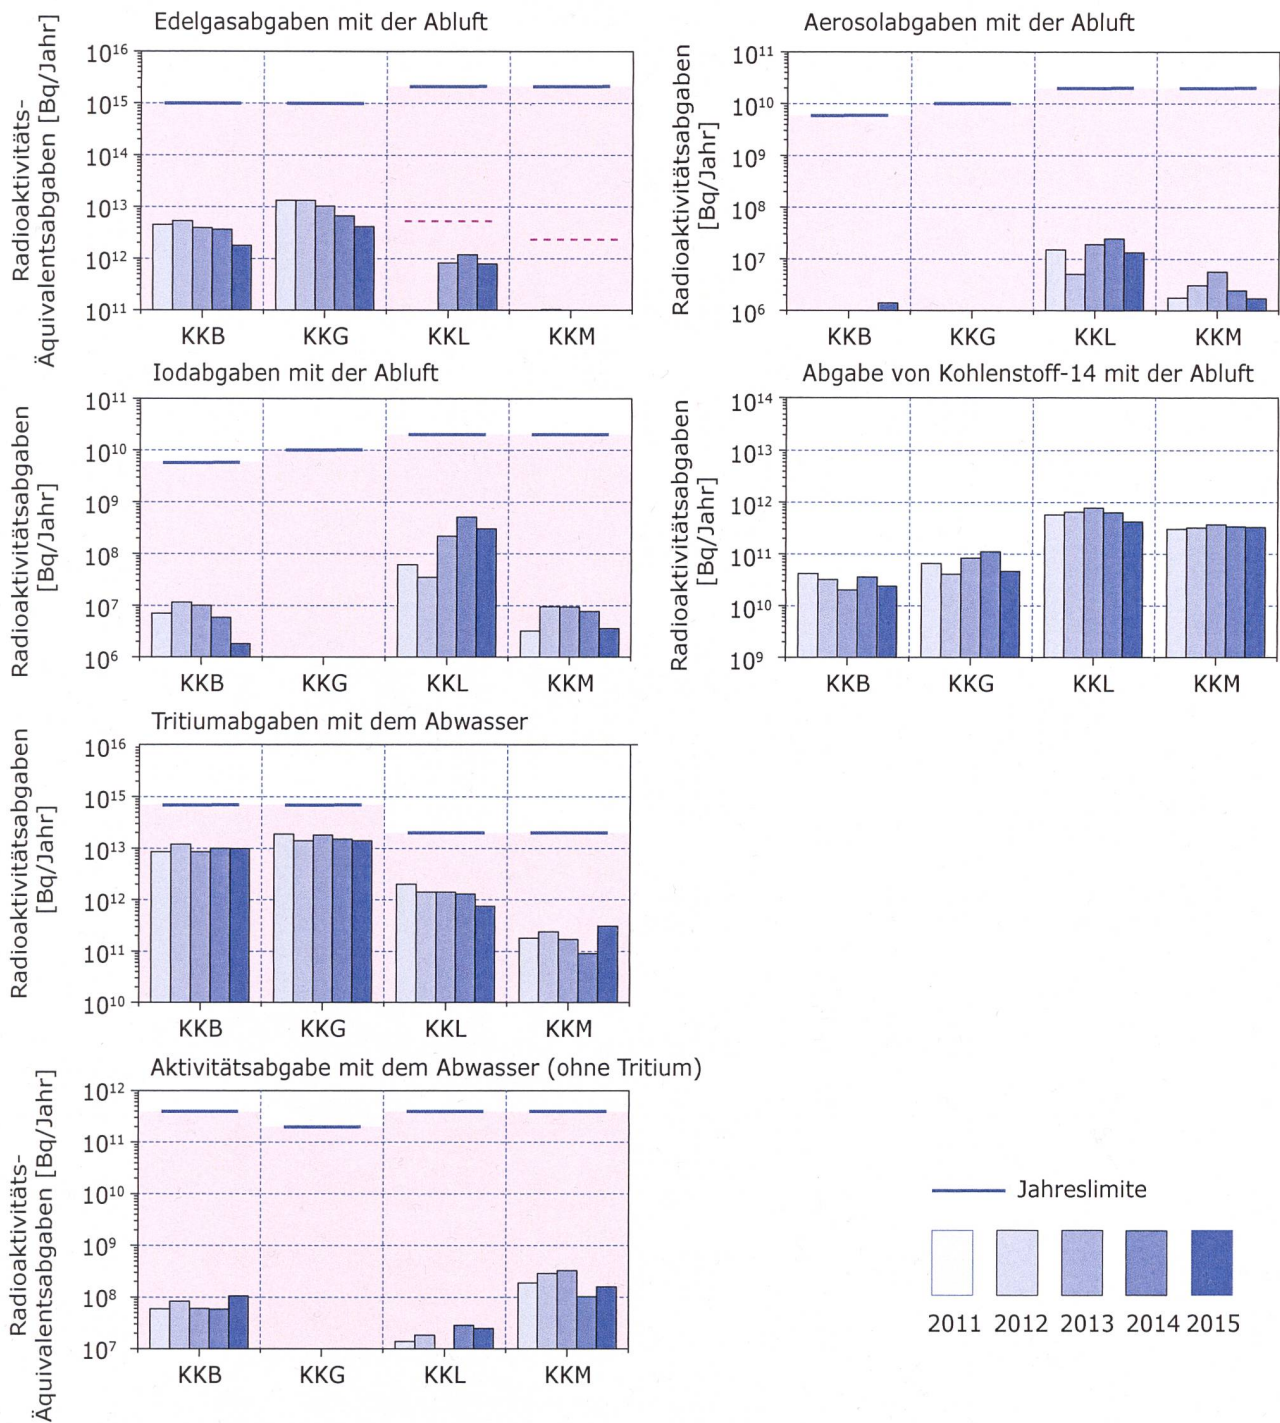 Edelgasabgaben mit der Abluft
Radioaktivitäts-
Äquivalentsabgaben [Bq/Jahr]
10¹⁶
10¹⁵
10¹⁴
10¹³
10¹²
10¹¹
KKB KKG KKL KKM
Aerosolabgaben mit der Abluft
Radioaktivitätsabgaben
[Bq/Jahr]
10¹¹
10¹⁰
10⁹
10⁸
10⁷
10⁶
KKB KKG KKL KKM
Iodabgaben mit der Abluft
Radioaktivitätsabgaben
[Bq/Jahr]
10¹¹
10¹⁰
10⁹
10⁸
10⁷
10⁶
KKB KKG KKL KKM
Abgabe von Kohlenstoff-14 mit der Abluft
Radioaktivitätsabgaben
[Bq/Jahr]
10¹⁴
10¹³
10¹²
10¹¹
10¹⁰
10⁹
KKB KKG KKL KKM
Tritiumabgaben mit dem Abwasser
Radioaktivitätsabgaben
[Bq/Jahr]
10¹⁶
10¹⁵
10¹³
10¹²
10¹¹
10¹⁰
KKB KKG KKL KKM
Aktivitätsabgabe mit dem Abwasser (ohne Tritium)
Radioaktivitäts-
Äquivalentsabgaben [Bq/Jahr]
10¹²
10¹¹
10¹⁰
10⁹
10⁸
10⁷
KKB KKG KKL KKM
Jahreslimite
2011 2012 2013 2014 2015